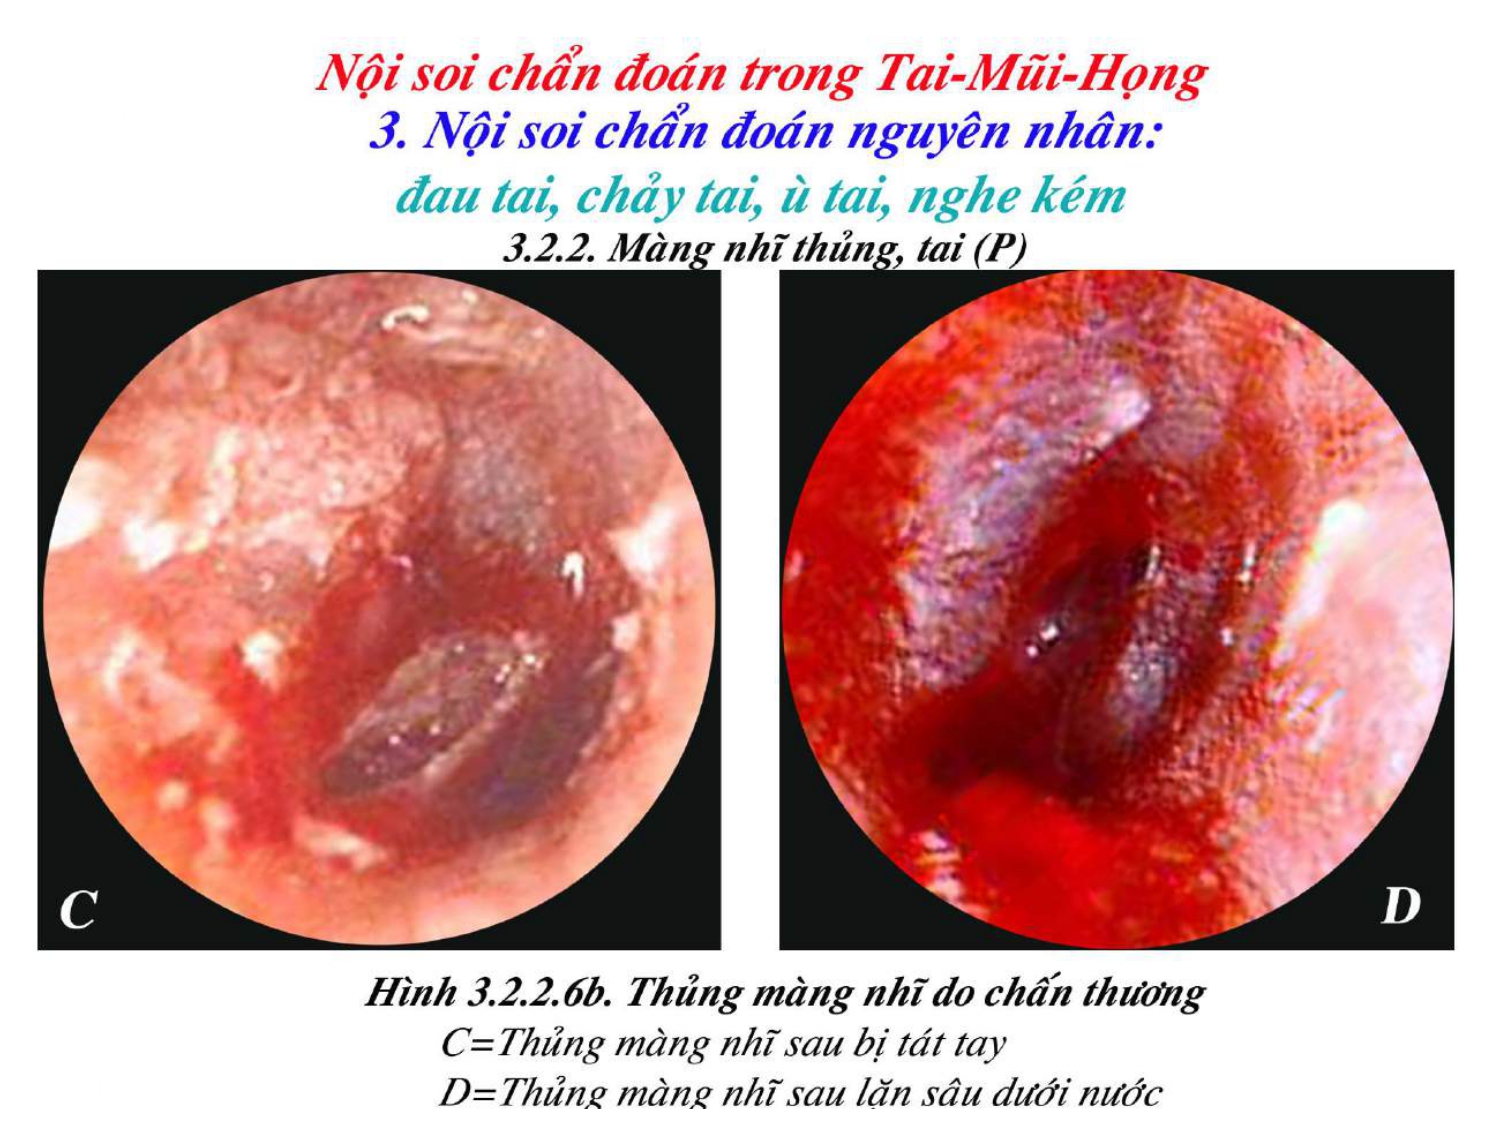 Nội soi chẩn đoán trong Tai-Mũi-Họng
3. Nội soi chẩn đoán nguyên nhân:
đau tai, chảy tai, ù tai, nghe kém
3.2.2. Màng nhĩ thủng, tai (P)
C
D
Hình 3.2.2.6b. Thủng màng nhĩ do chấn thương
C=Thủng màng nhĩ sau bị tát tay
D=Thủng màng nhĩ sau lặn sâu dưới nước